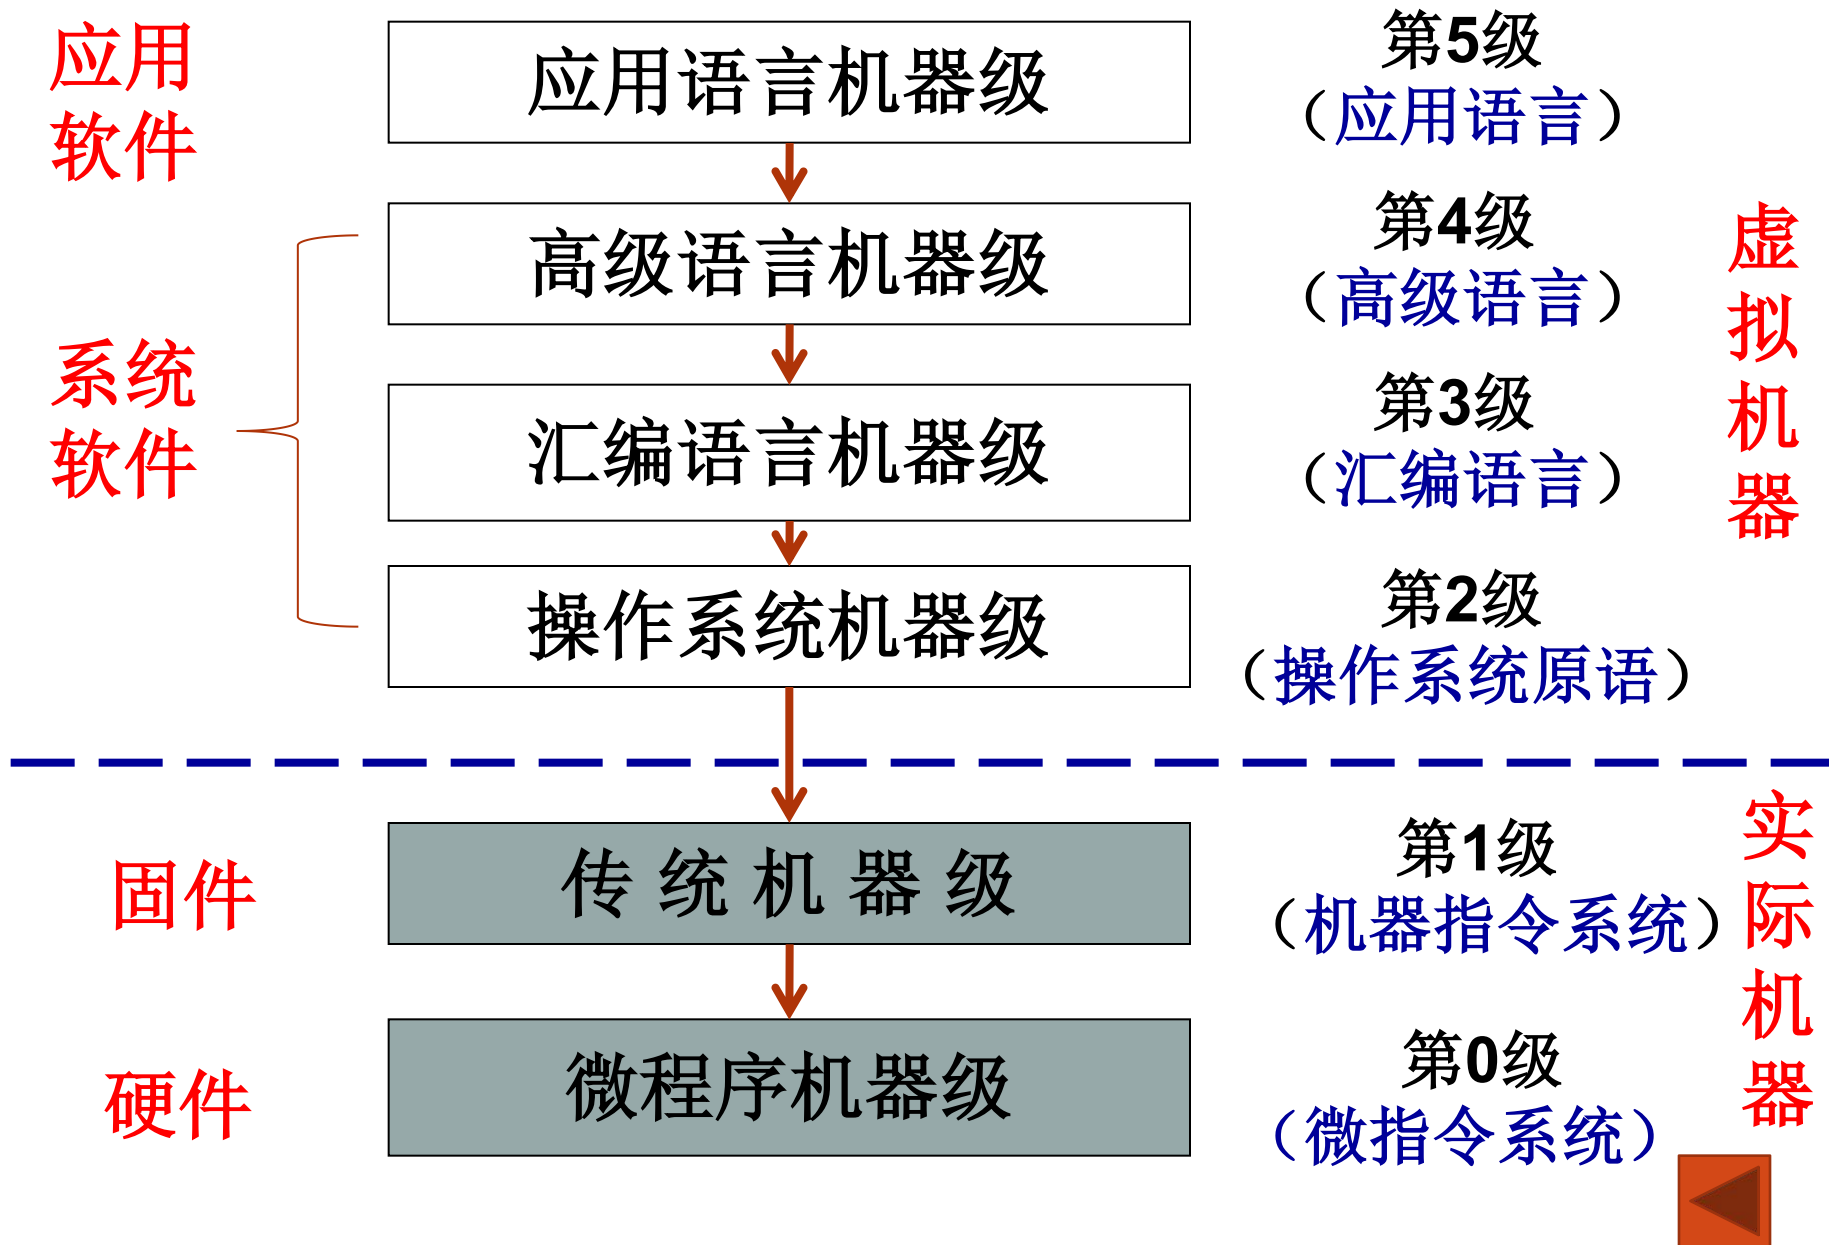 应用
软件
应用语言机器级
第5级
（应用语言）
高级语言机器级
第4级
（高级语言）
系统
软件
汇编语言机器级
第3级
（汇编语言）
操作系统机器级
第2级
（操作系统原语）
虚
拟
机
器
固件
传统机器级
第1级
（机器指令系统）
硬件
微程序机器级
第0级
（微指令系统）
实
际
机
器